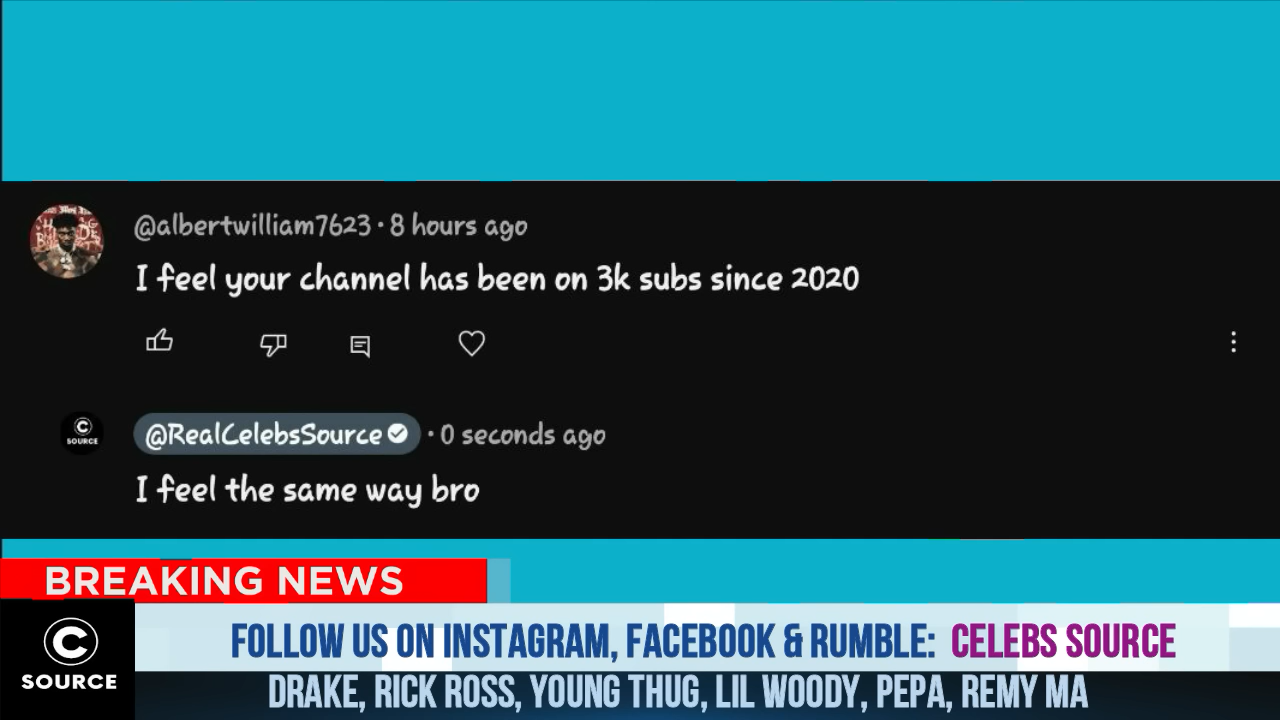 @albertwilliam7623 · 8 hours ago
I feel your channel has been on 3k subs since 2020
C
SOURCE
@RealCelebsSource · 0 seconds ago
I feel the same way bro
BREAKING NEWS
C
SOURCE
FOLLOW US ON INSTAGRAM, FACEBOOK & RUMBLE: CELEBS SOURCE
DRAKE, RICK ROSS, YOUNG THUG, LIL WOODY, PEPA, REMY MA